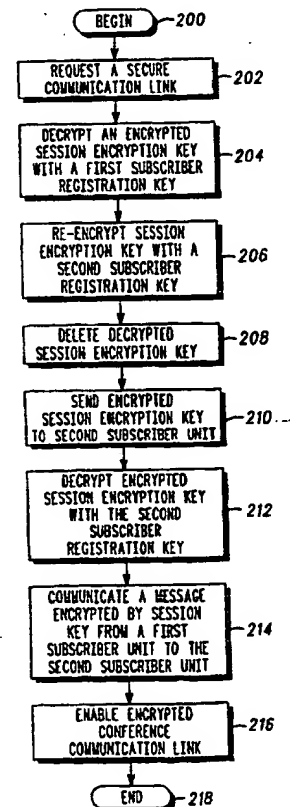 BEGIN
200
REQUEST A SECURE
COMMUNICATION LINK
202
DECRYPT AN ENCRYPTED
SESSION ENCRYPTION KEY
WITH A FIRST SUBSCRIBER
REGISTRATION KEY
204
RE-ENCRYPT SESSION
ENCRYPTION KEY WITH A
SECOND SUBSCRIBER
REGISTRATION KEY
206
DELETE DECRYPTED
SESSION ENCRYPTION KEY
208
SEND ENCRYPTED
SESSION ENCRYPTION KEY
TO SECOND SUBSCRIBER UNIT
210
DECRYPT ENCRYPTED
SESSION ENCRYPTION KEY
WITH THE SECOND
SUBSCRIBER
REGISTRATION KEY
212
COMMUNICATE A MESSAGE
ENCRYPTED BY SESSION
KEY FROM A FIRST
SUBSCRIBER UNIT TO THE
SECOND SUBSCRIBER UNIT
214
ENABLE ENCRYPTED
CONFERENCE
COMMUNICATION LINK
216
END
218